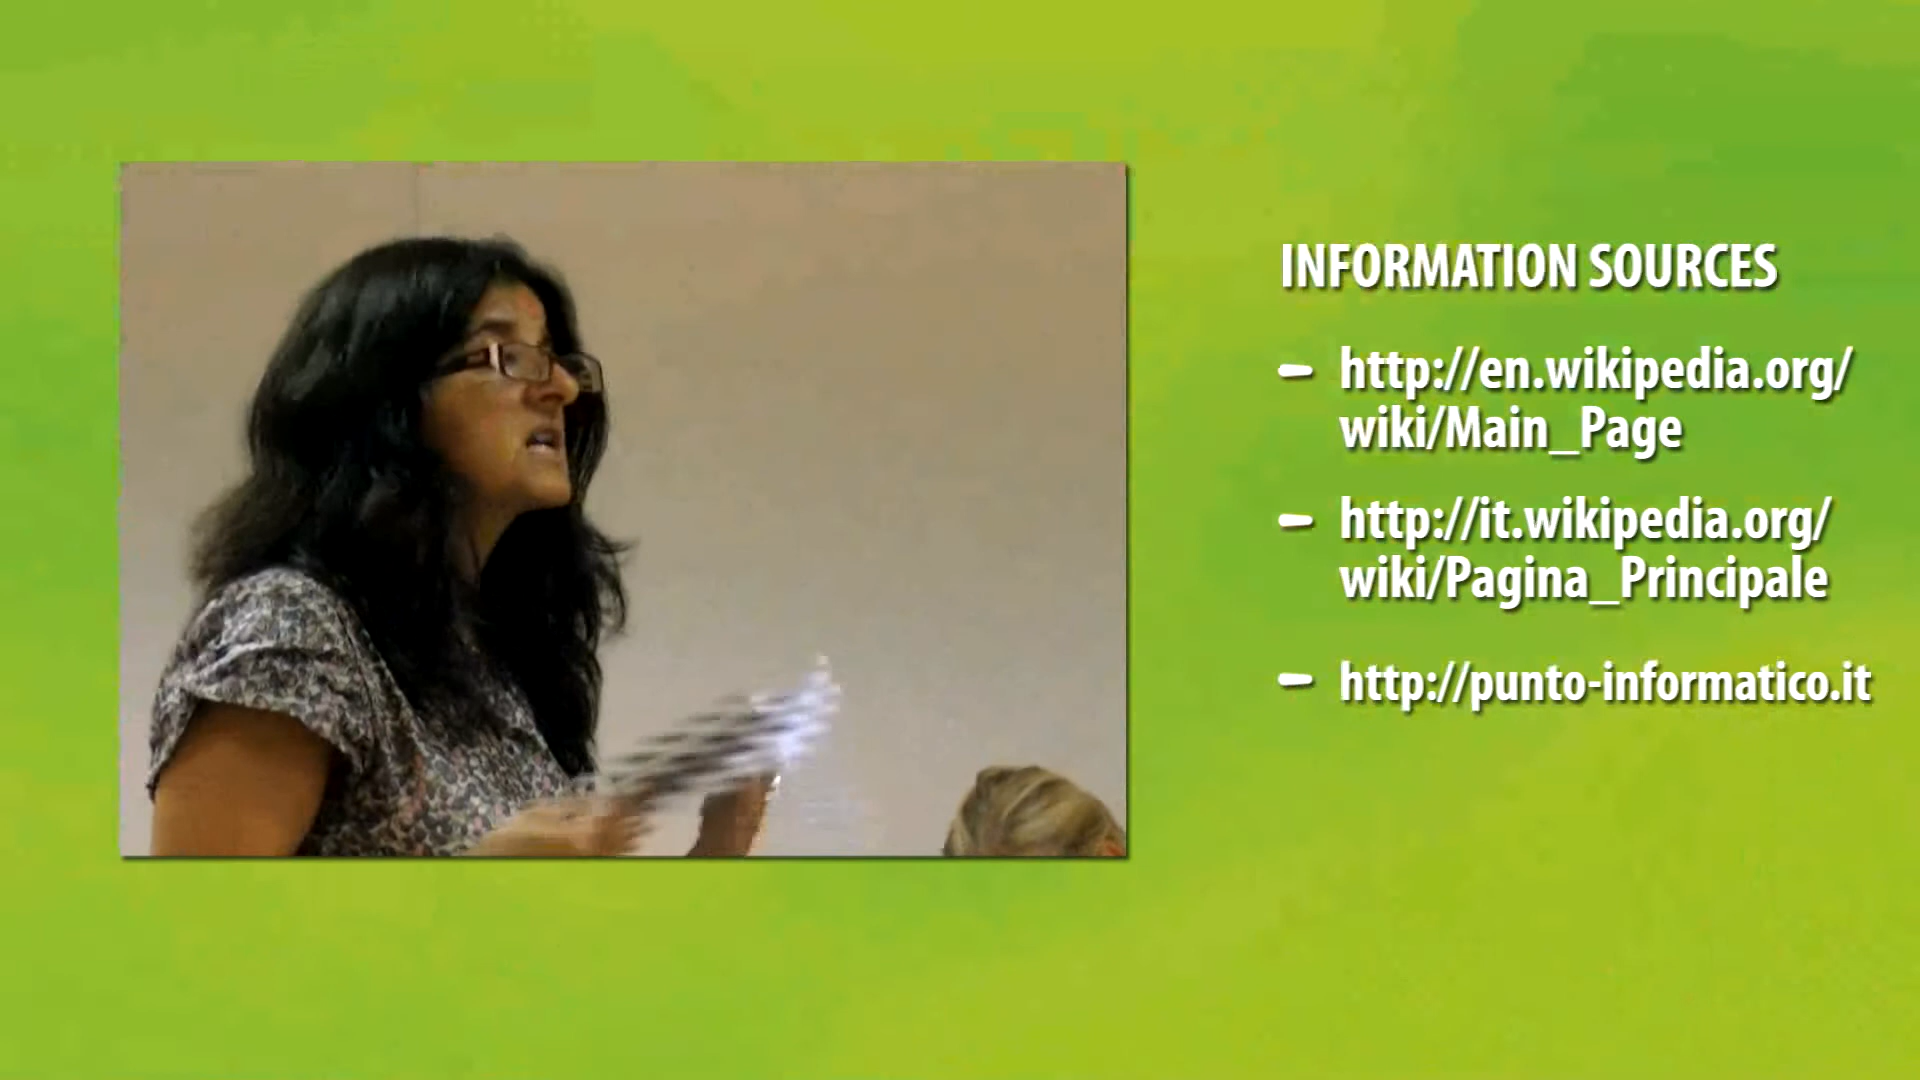 INFORMATION SOURCES
- http://en.wikipedia.org/
wiki/Main_Page
- http://it.wikipedia.org/
wiki/Pagina_Principale
- http://punto-informatico.it